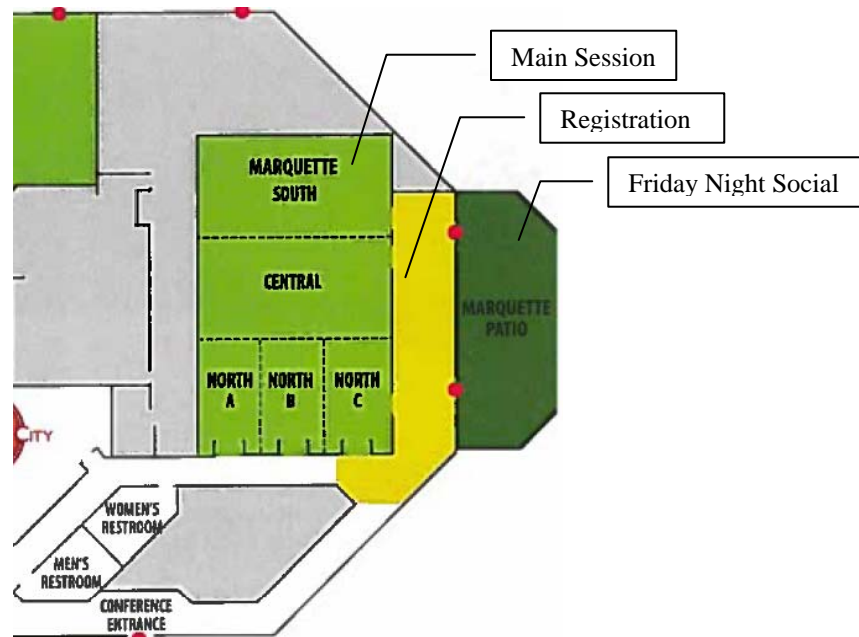 Main Session
Registration
Friday Night Social
MARQUETTE
SOUTH
CENTRAL
MARQUETTE
PATIO
NORTH
A
NORTH
B
NORTH
C
CITY
WOMEN'S
RESTROOM
MEN'S
RESTROOM
CONFERENCE
ENTRANCE